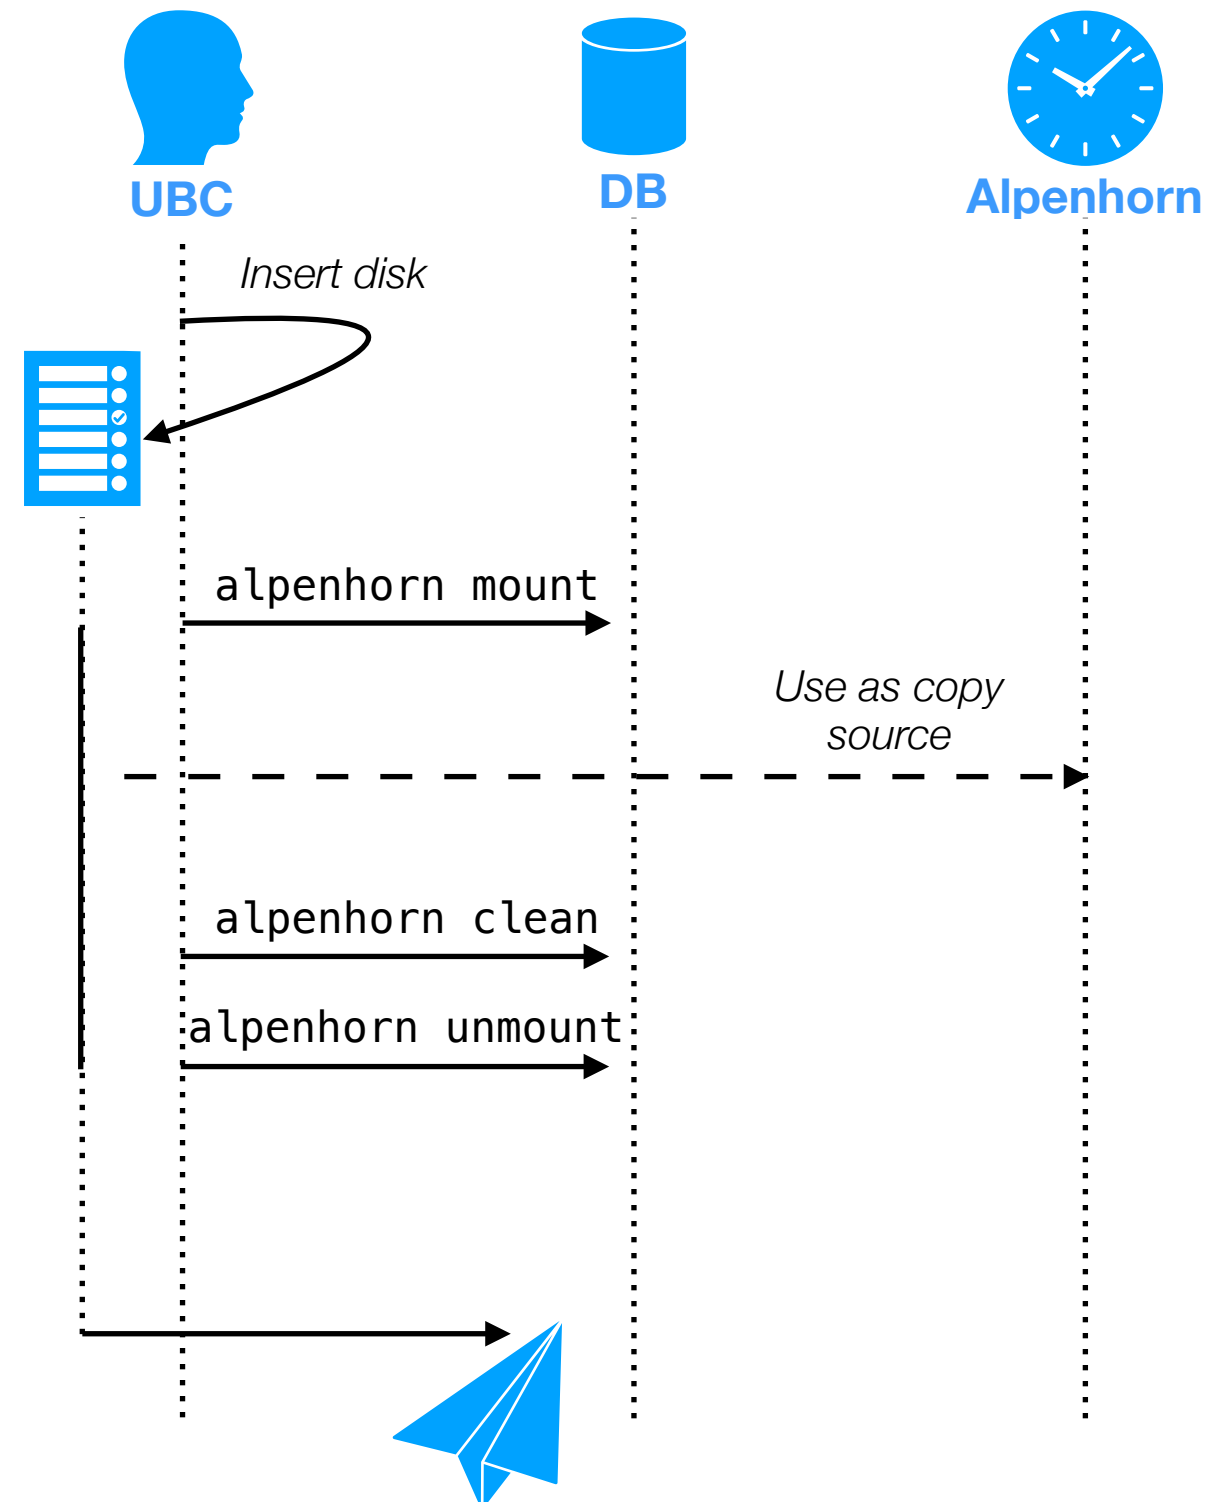 UBC
DB
Alpenhorn
Insert disk
alpenhorn mount
Use as copy
source
alpenhorn clean
alpenhorn unmount